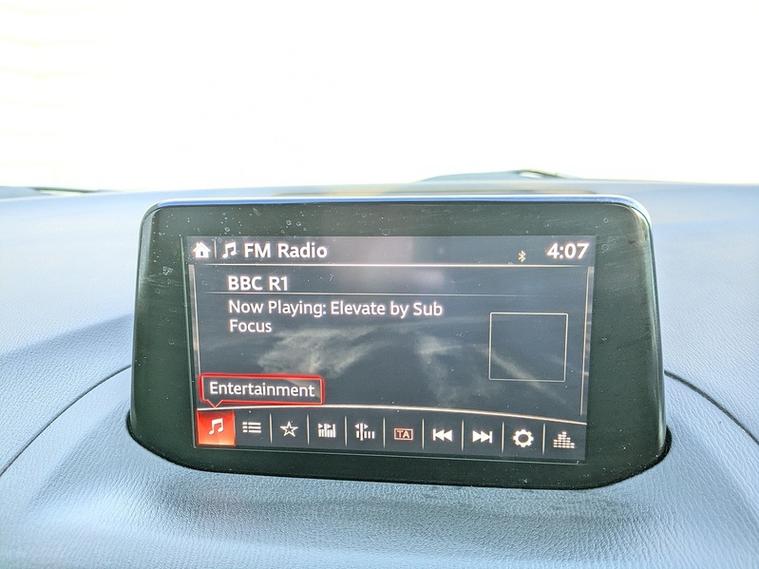 FM Radio 4:07
BBC R1
Now Playing: Elevate by Sub
Focus
Entertainment
TA